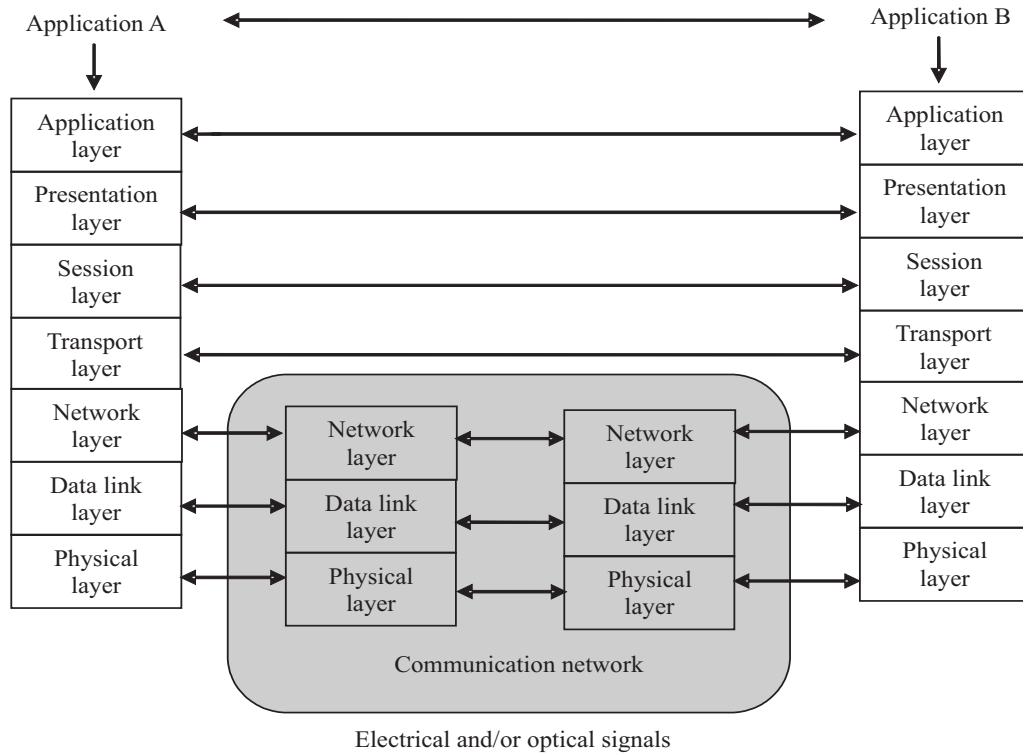 Application A
Application B
Application
layer
Presentation
layer
Session
layer
Transport
layer
Network
layer
Data link
layer
Physical
layer
Network
layer
Data link
layer
Physical
layer
Network
layer
Data link
layer
Physical
layer
Application
layer
Presentation
layer
Session
layer
Transport
layer
Network
layer
Data link
layer
Physical
layer
Communication network
Electrical and/or optical signals